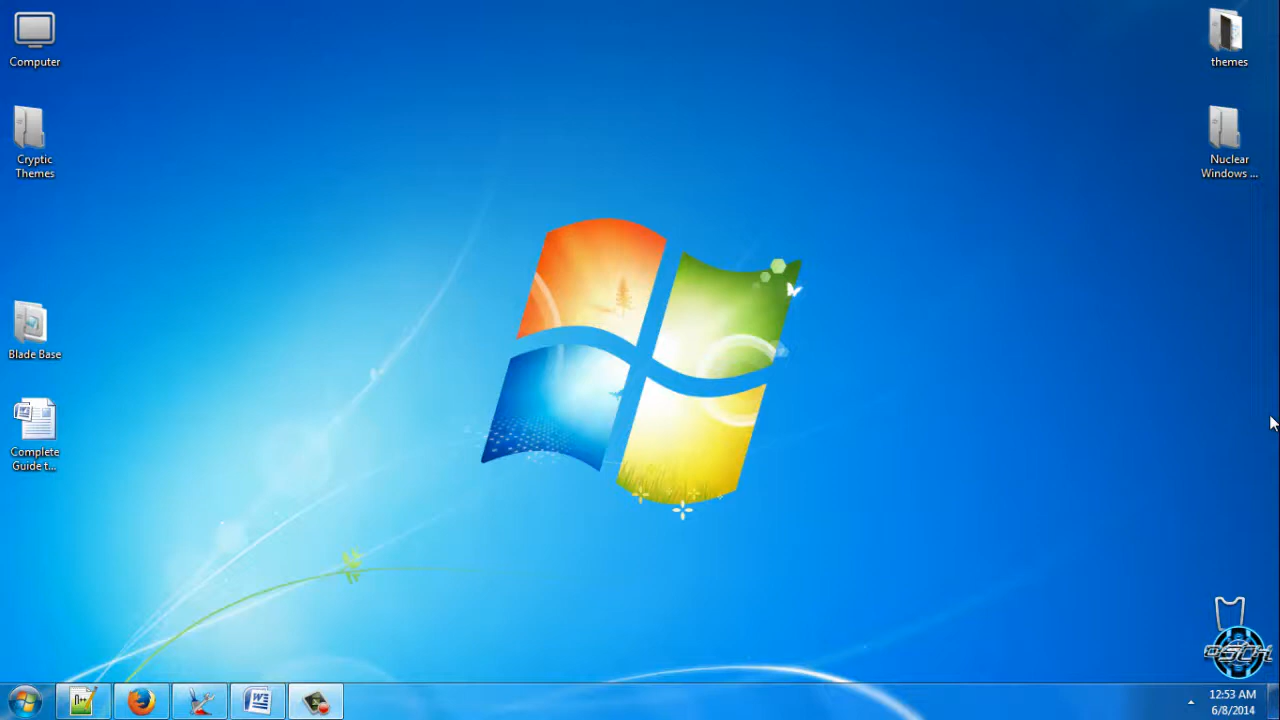 Computer
themes
Cryptic
Themes
Nuclear
Windows ...
Blade Base
Complete
Guide t...
12:53 AM
6/8/2014